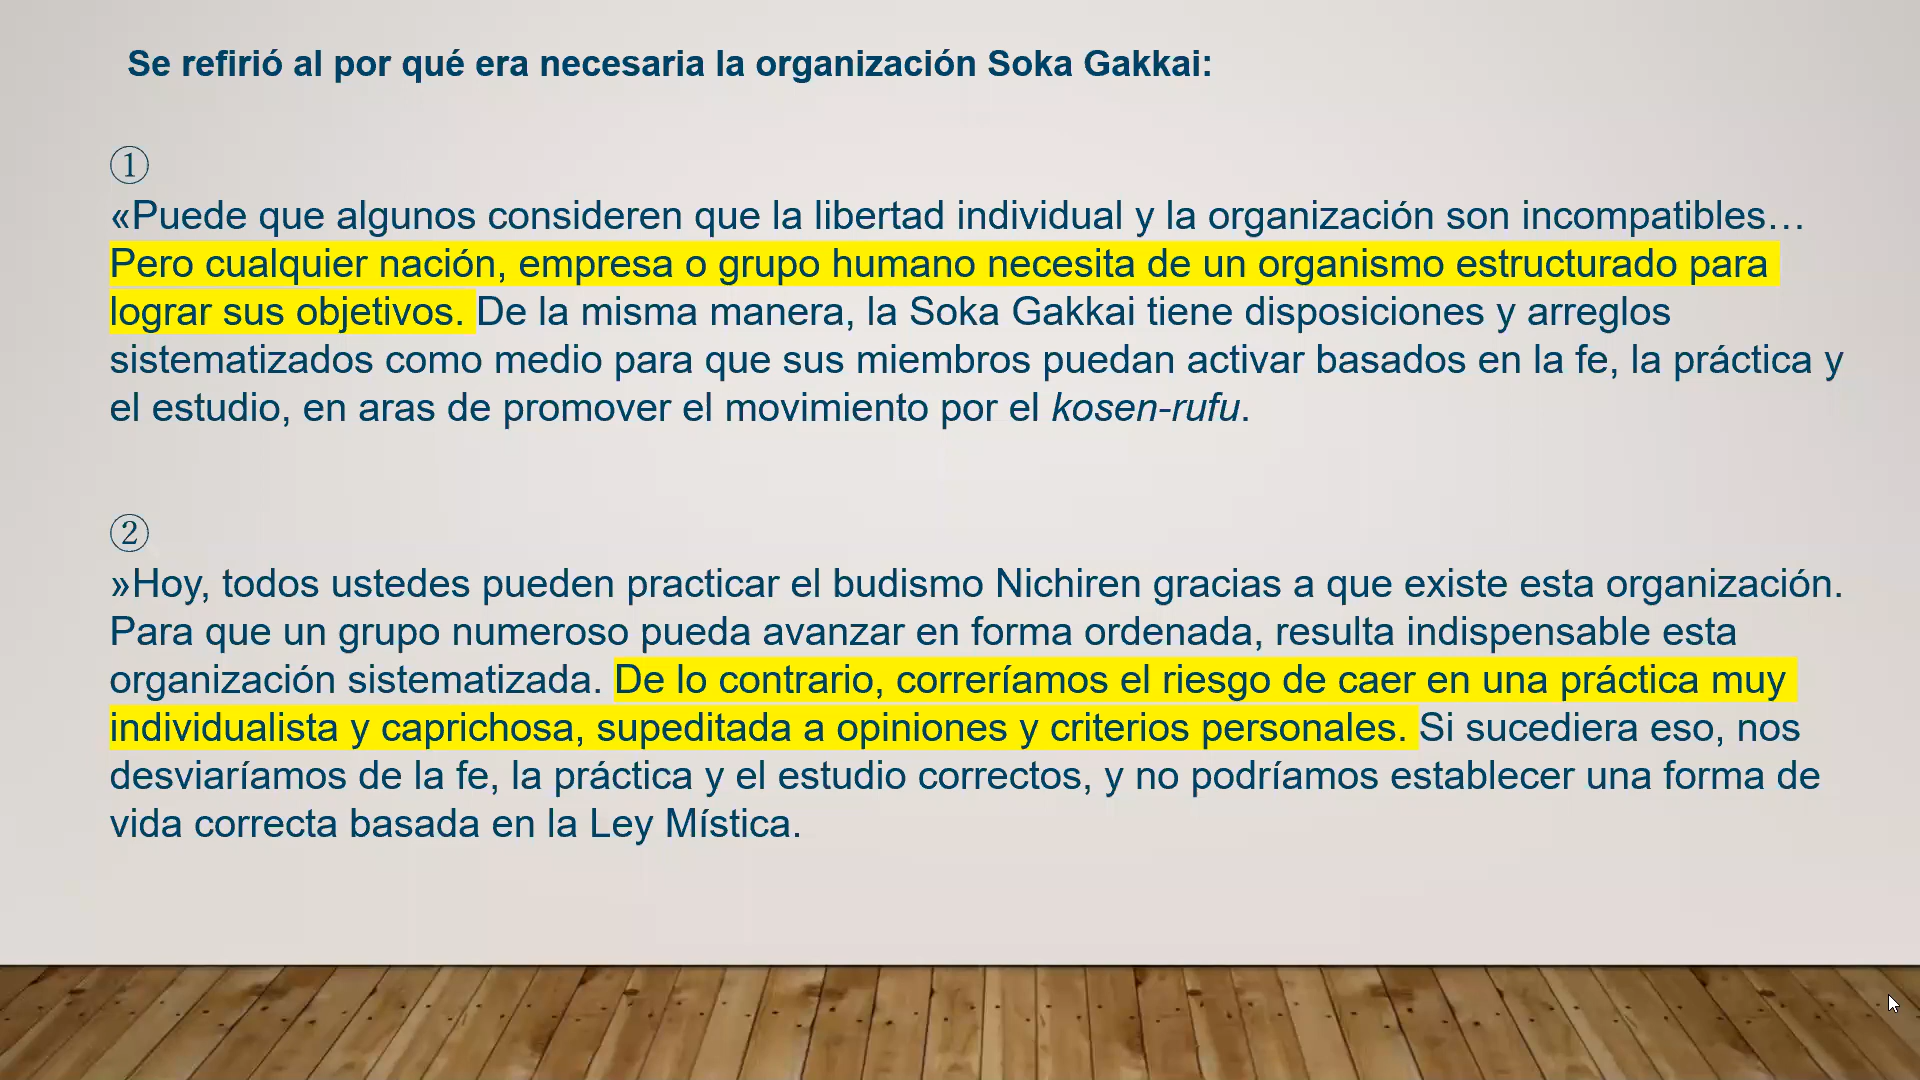 Se refirió al por qué era necesaria la organización Soka Gakkai:
①
«Puede que algunos consideren que la libertad individual y la organización son incompatibles…
Pero cualquier nación, empresa o grupo humano necesita de un organismo estructurado para
lograr sus objetivos. De la misma manera, la Soka Gakkai tiene disposiciones y arreglos
sistematizados como medio para que sus miembros puedan activar basados en la fe, la práctica y
el estudio, en aras de promover el movimiento por el kosen-rufu.
②
»Hoy, todos ustedes pueden practicar el budismo Nichiren gracias a que existe esta organización.
Para que un grupo numeroso pueda avanzar en forma ordenada, resulta indispensable esta
organización sistematizada. De lo contrario, correríamos el riesgo de caer en una práctica muy
individualista y caprichosa, supeditada a opiniones y criterios personales. Si sucediera eso, nos
desviaríamos de la fe, la práctica y el estudio correctos, y no podríamos establecer una forma de
vida correcta basada en la Ley Mística.